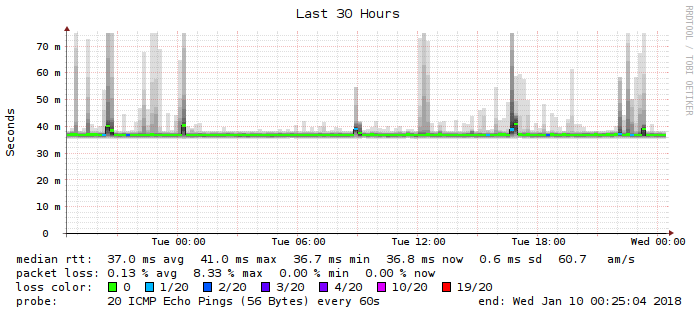 Last 30 Hours
RRDTOOL / TOBI OETIKER
Seconds
70 m
60 m
50 m
40 m
30 m
20 m
10 m
0
Tue 00:00 Tue 06:00 Tue 12:00 Tue 18:00 Wed 00:00
median rtt: 37.0 ms avg 41.0 ms max 36.7 ms min 36.8 ms now 0.6 ms sd 60.7 am/s
packet loss: 0.13 % avg 8.33 % max 0.00 % min 0.00 % now
loss color: 0 1/20 2/20 3/20 4/20 10/20 19/20
probe: 20 ICMP Echo Pings (56 Bytes) every 60s end: Wed Jan 10 00:25:04 2018